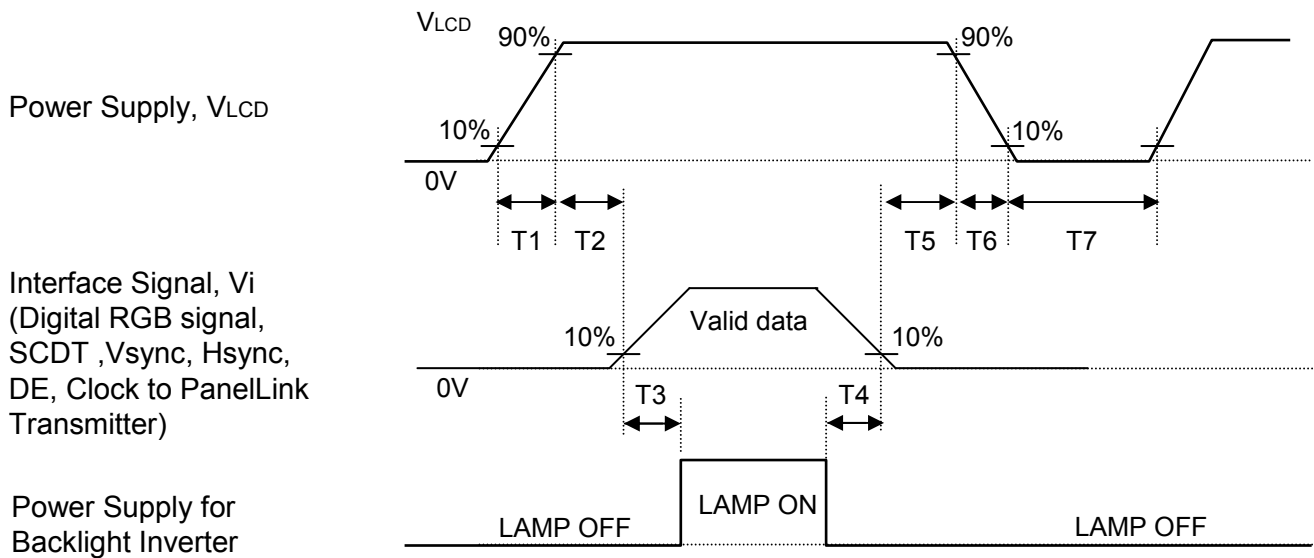 VLCD
90%
90%
Power Supply, VLCD
10%
10%
0V
T1
T2
T5
T6
T7
Interface Signal, Vi
(Digital RGB signal,
SCDT ,Vsync, Hsync,
DE, Clock to PanelLink
Transmitter)
Valid data
10%
10%
0V
T3
T4
Power Supply for
Backlight Inverter
LAMP OFF
LAMP ON
LAMP OFF